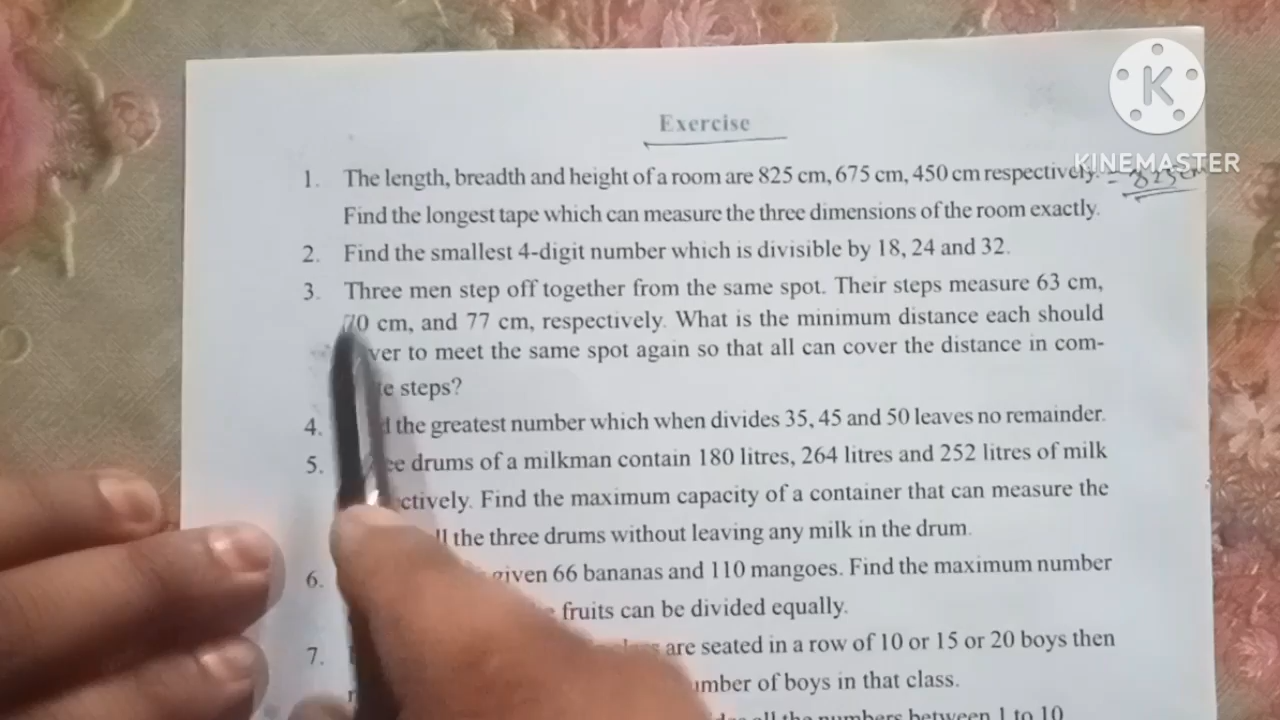 Exercise
KINEMASTER
1. The length, breadth and height of a room are 825 cm, 675 cm, 450 cm respectively. = 825cm
Find the longest tape which can measure the three dimensions of the room exactly.
2. Find the smallest 4-digit number which is divisible by 18, 24 and 32.
3. Three men step off together from the same spot. Their steps measure 63 cm,
70 cm, and 77 cm, respectively. What is the minimum distance each should
to meet the same spot again so that all can cover the distance in com-
steps?
4. the greatest number which when divides 35, 45 and 50 leaves no remainder.
5. drums of a milkman contain 180 litres, 264 litres and 252 litres of milk
Find the maximum capacity of a container that can measure the
the three drums without leaving any milk in the drum.
6. given 66 bananas and 110 mangoes. Find the maximum number
fruits can be divided equally.
7. are seated in a row of 10 or 15 or 20 boys then
of boys in that class.
all the numbers between 1 to 10